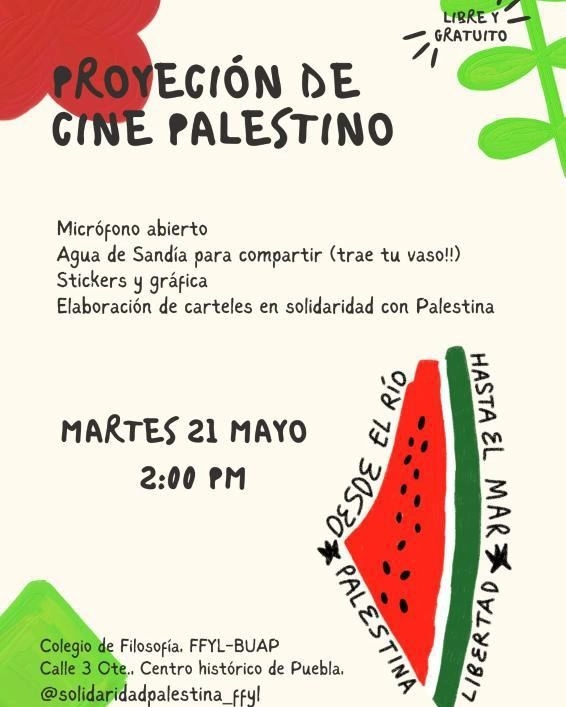 LIBRE Y
GRATUITO
PROYECIÓN DE
CINE PALESTINO
Micrófono abierto
Agua de Sandía para compartir (trae tu vaso!!)
Stickers y gráfica
Elaboración de carteles en solidaridad con Palestina
MARTES 21 MAYO
2:00 PM
DESDE EL RÍO
HASTA EL MAR
PALESTINA
LIBERTAD
Colegio de Filosofía. FFYL-BUAP
Calle 3 Ote., Centro histórico de Puebla.
@solidaridadpalestina_ffyl